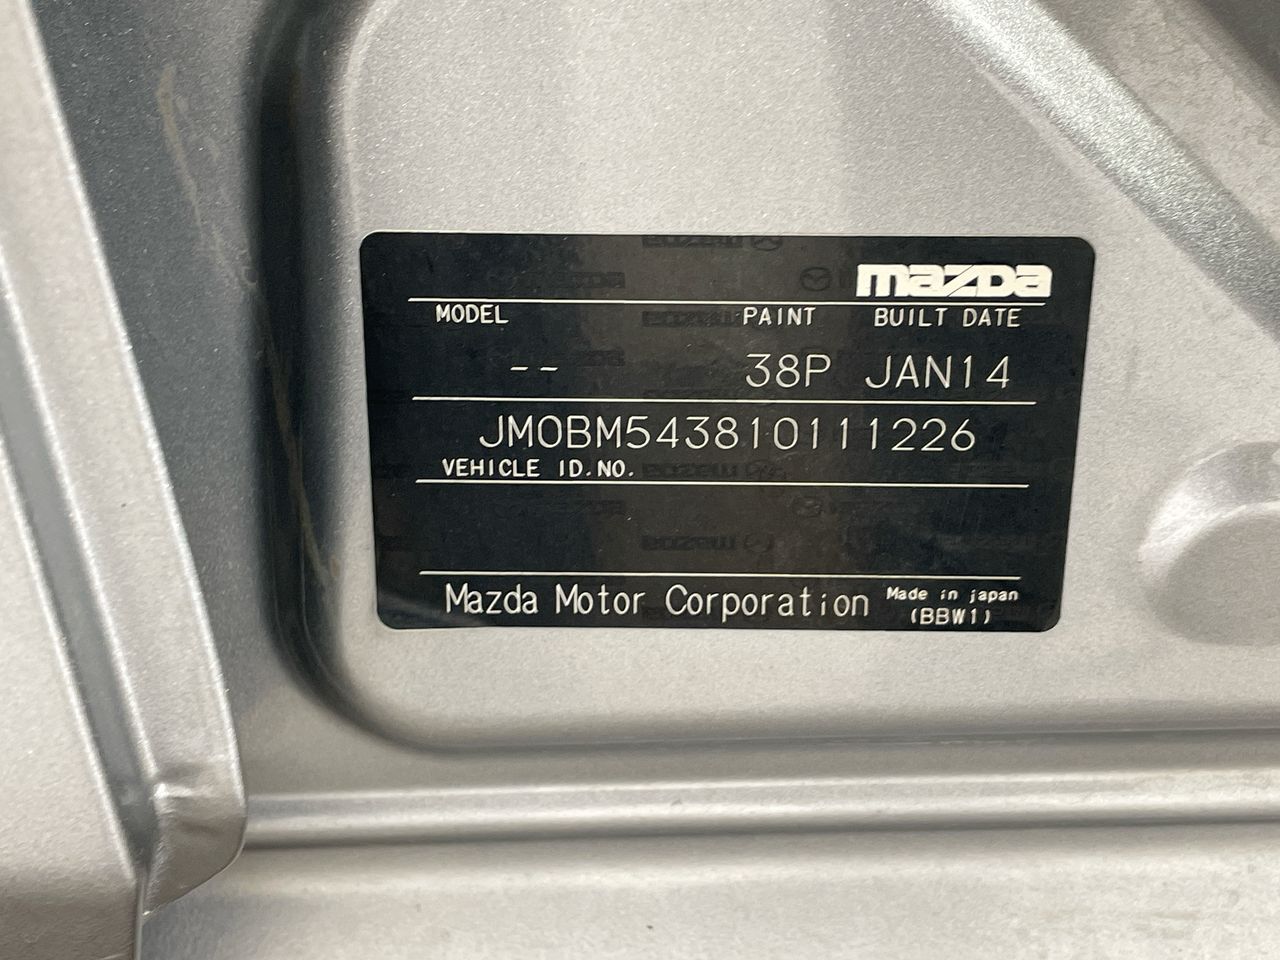 mazda
MODEL PAINT BUILT DATE
-- 38P JAN14
JM0BM543810111226
VEHICLE ID.NO.
Mazda Motor Corporation Made in japan
(BBW1)